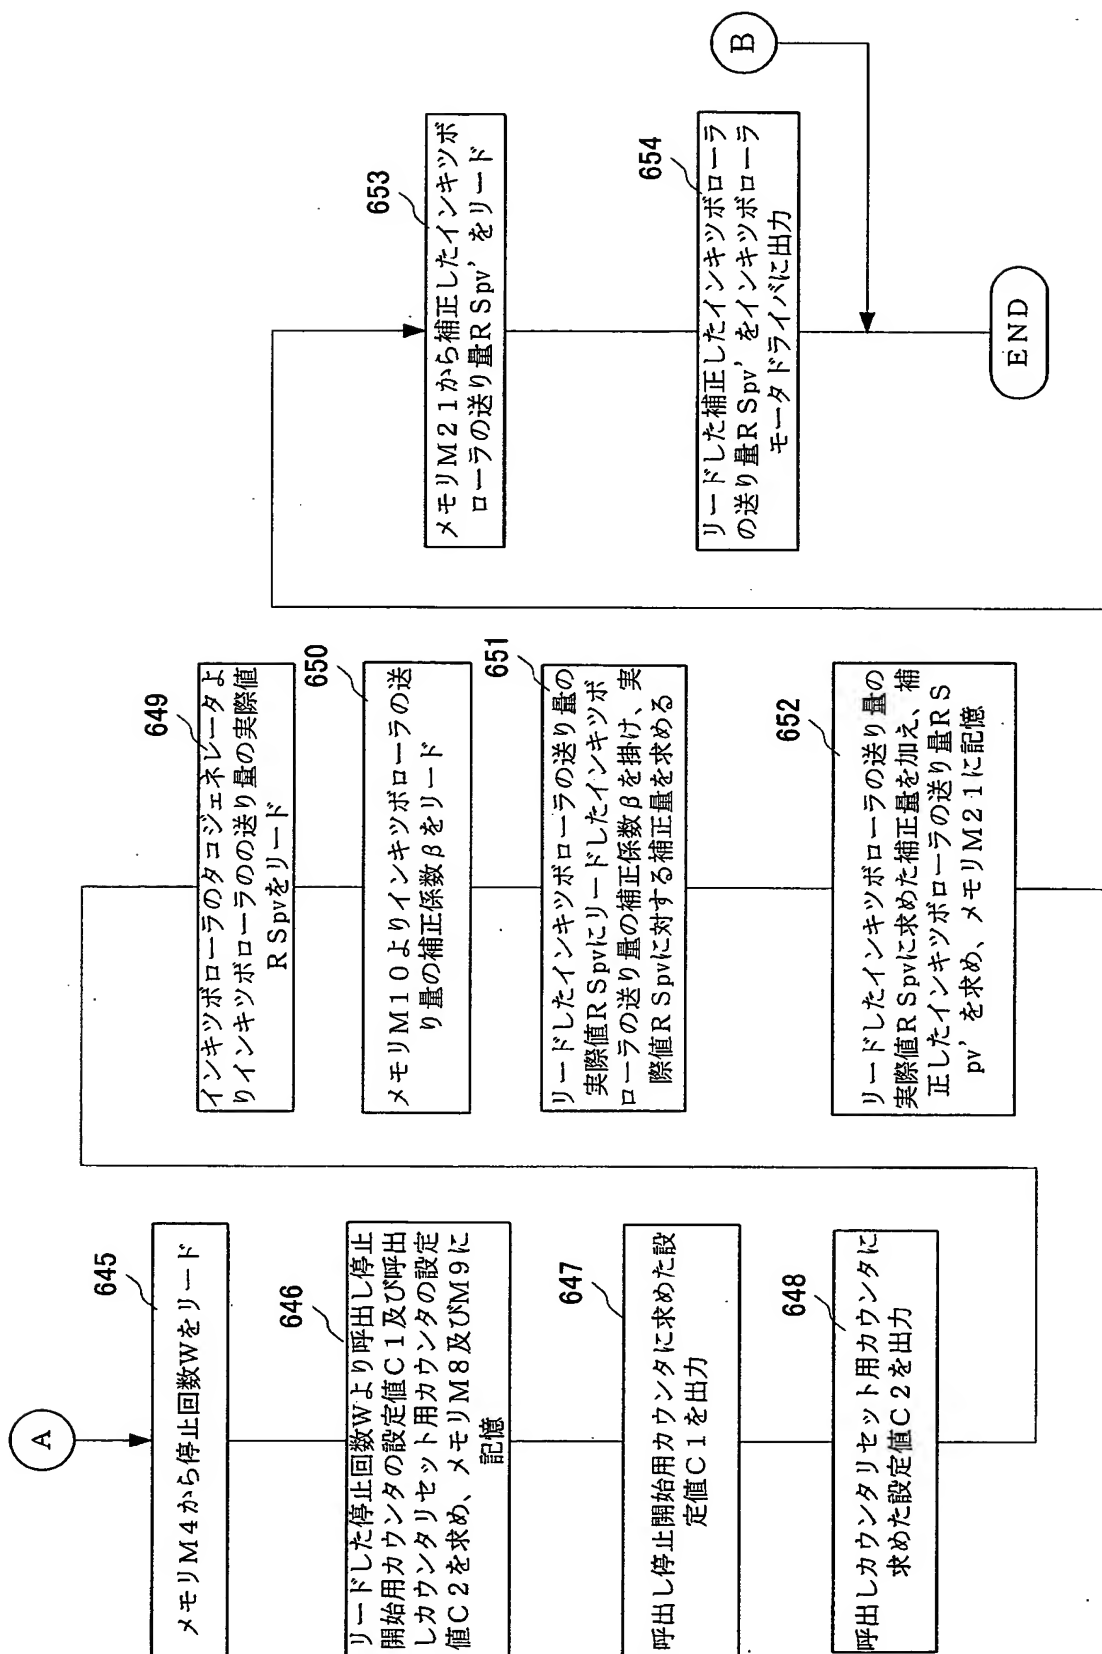 A
645
メモリM4から停止回数Wをリード
646
リードした停止回数Wより呼出し停止
開始用カウンタの設定値C1及び呼出
しカウンタリセット用カウンタの設定
値C2を求め、メモリM8及びM9に
記憶
647
呼出し停止開始用カウンタに求めた設
定値C1を出力
648
呼出しカウンタリセット用カウンタに
求めた設定値C2を出力
649
インキツボローラのタコジェネレータよ
りインキツボローラのの送り量の実際値
RSpvをリード
650
メモリM10よりインキツボローラの送
り量の補正係数βをリード
651
リードしたインキツボローラの送り量の
実際値RSpvにリードしたインキツボ
ローラの送り量の補正係数βを掛け、実
際値RSpvに対する補正量を求める
652
リードしたインキツボローラの送り量の
実際値RSpvに求めた補正量を加え、補
正したインキツボローラの送り量RS
pv'を求め、メモリM21に記憶
653
メモリM21から補正したインキツボ
ローラの送り量RSpv'をリード
654
リードした補正したインキツボローラ
の送り量RSpv'をインキツボローラ
モータドライバに出力
B
END